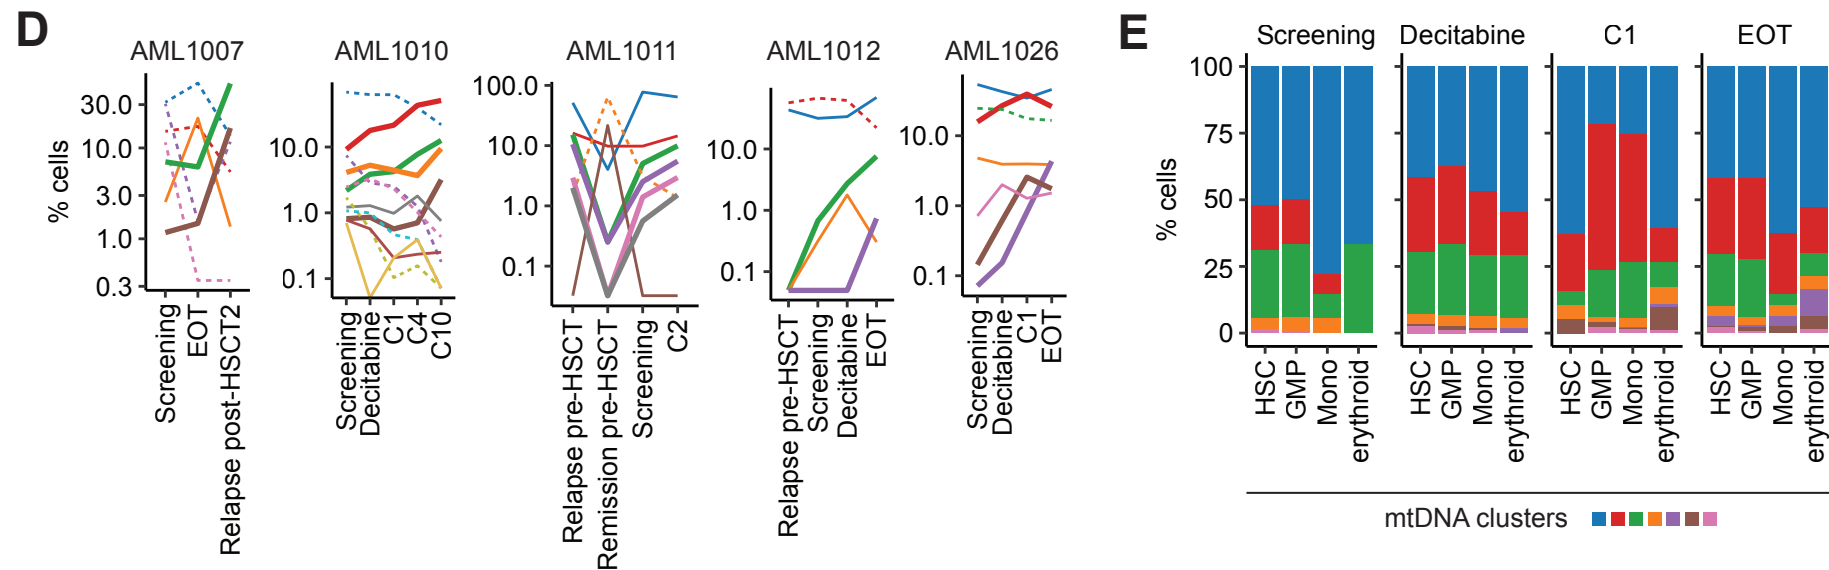 D
AML1007
AML1010
AML1011
AML1012
AML1026
% cells
30.0
10.0
3.0
1.0
0.3
Screening
EOT
Relapse post-HSCT2
10.0
1.0
0.1
Screening
Decitabine
C1
C4
C10
100.0
10.0
1.0
0.1
Relapse pre-HSCT
Remission pre-HSCT
Screening
C2
10.0
1.0
0.1
Relapse pre-HSCT
Screening
Decitabine
EOT
10.0
1.0
0.1
Screening
Decitabine
C1
EOT
E
Screening
Decitabine
C1
EOT
% cells
100
75
50
25
0
HSC
GMP
Mono
erythroid
HSC
GMP
Mono
erythroid
HSC
GMP
Mono
erythroid
HSC
GMP
Mono
erythroid
mtDNA clusters